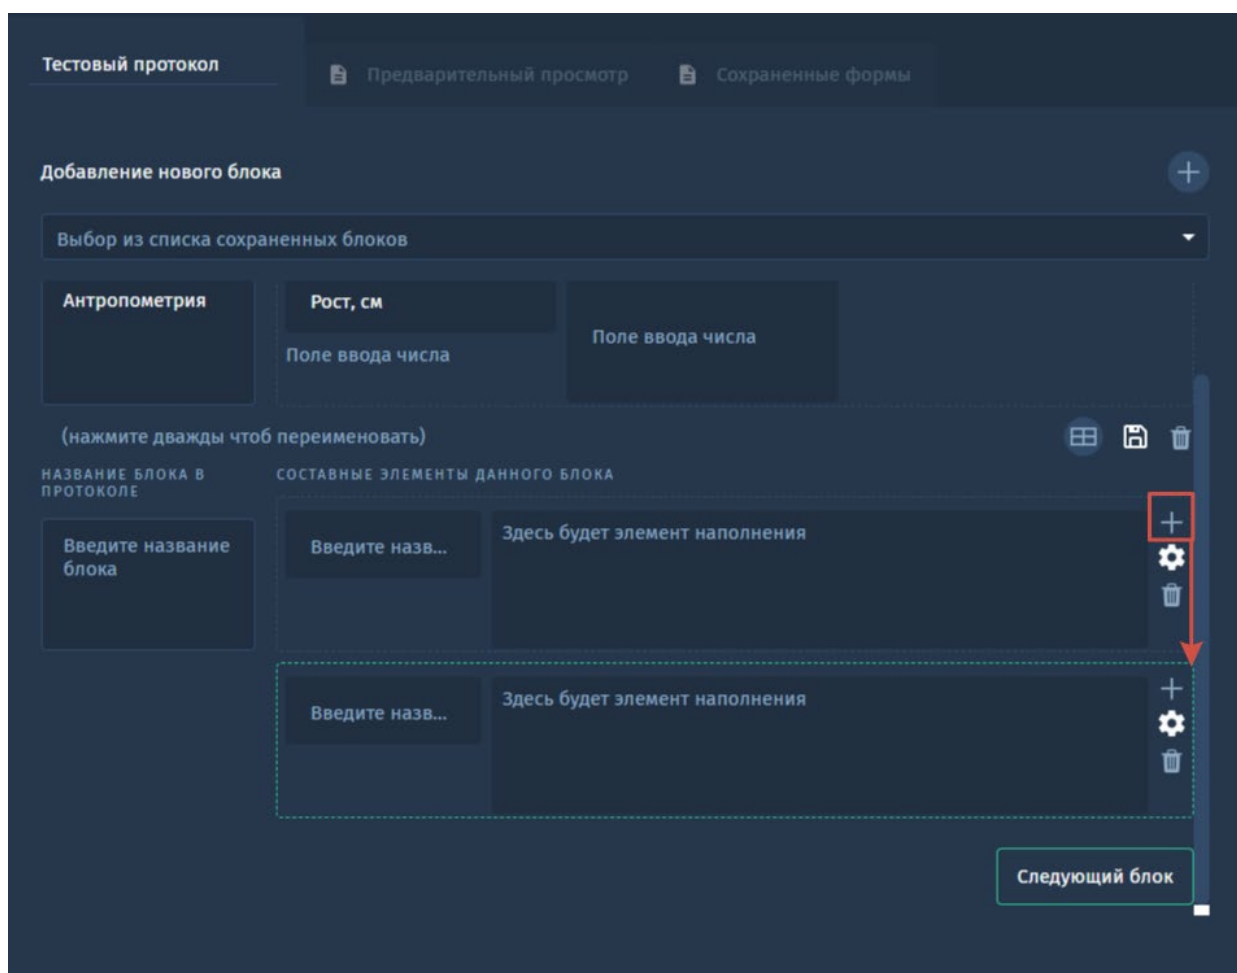 Тестовый протокол
Предварительный просмотр
Сохраненные формы
Добавление нового блока
Выбор из списка сохраненных блоков
Антропометрия
Рост, см
Поле ввода числа
Поле ввода числа
(нажмите дважды чтоб переименовать)
НАЗВАНИЕ БЛОКА В
ПРОТОКОЛЕ
СОСТАВНЫЕ ЭЛЕМЕНТЫ ДАННОГО БЛОКА
Введите название
блока
Введите назв...
Здесь будет элемент наполнения
Введите назв...
Здесь будет элемент наполнения
Следующий блок